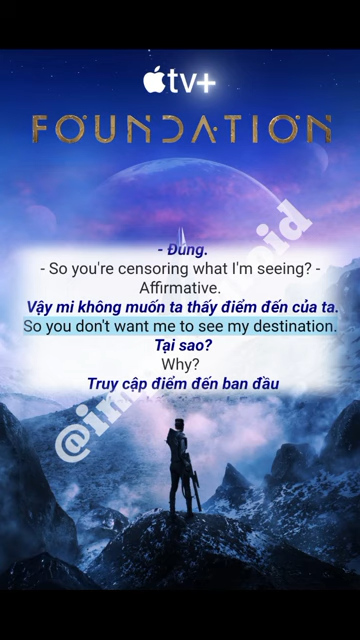 tv+
FOUNDATION
- Đúng.
- So you're censoring what I'm seeing? -
Affirmative.
Vậy mi không muốn ta thấy điểm đến của ta.
So you don't want me to see my destination.
Tại sao?
Why?
Truy cập điểm đến ban đầu